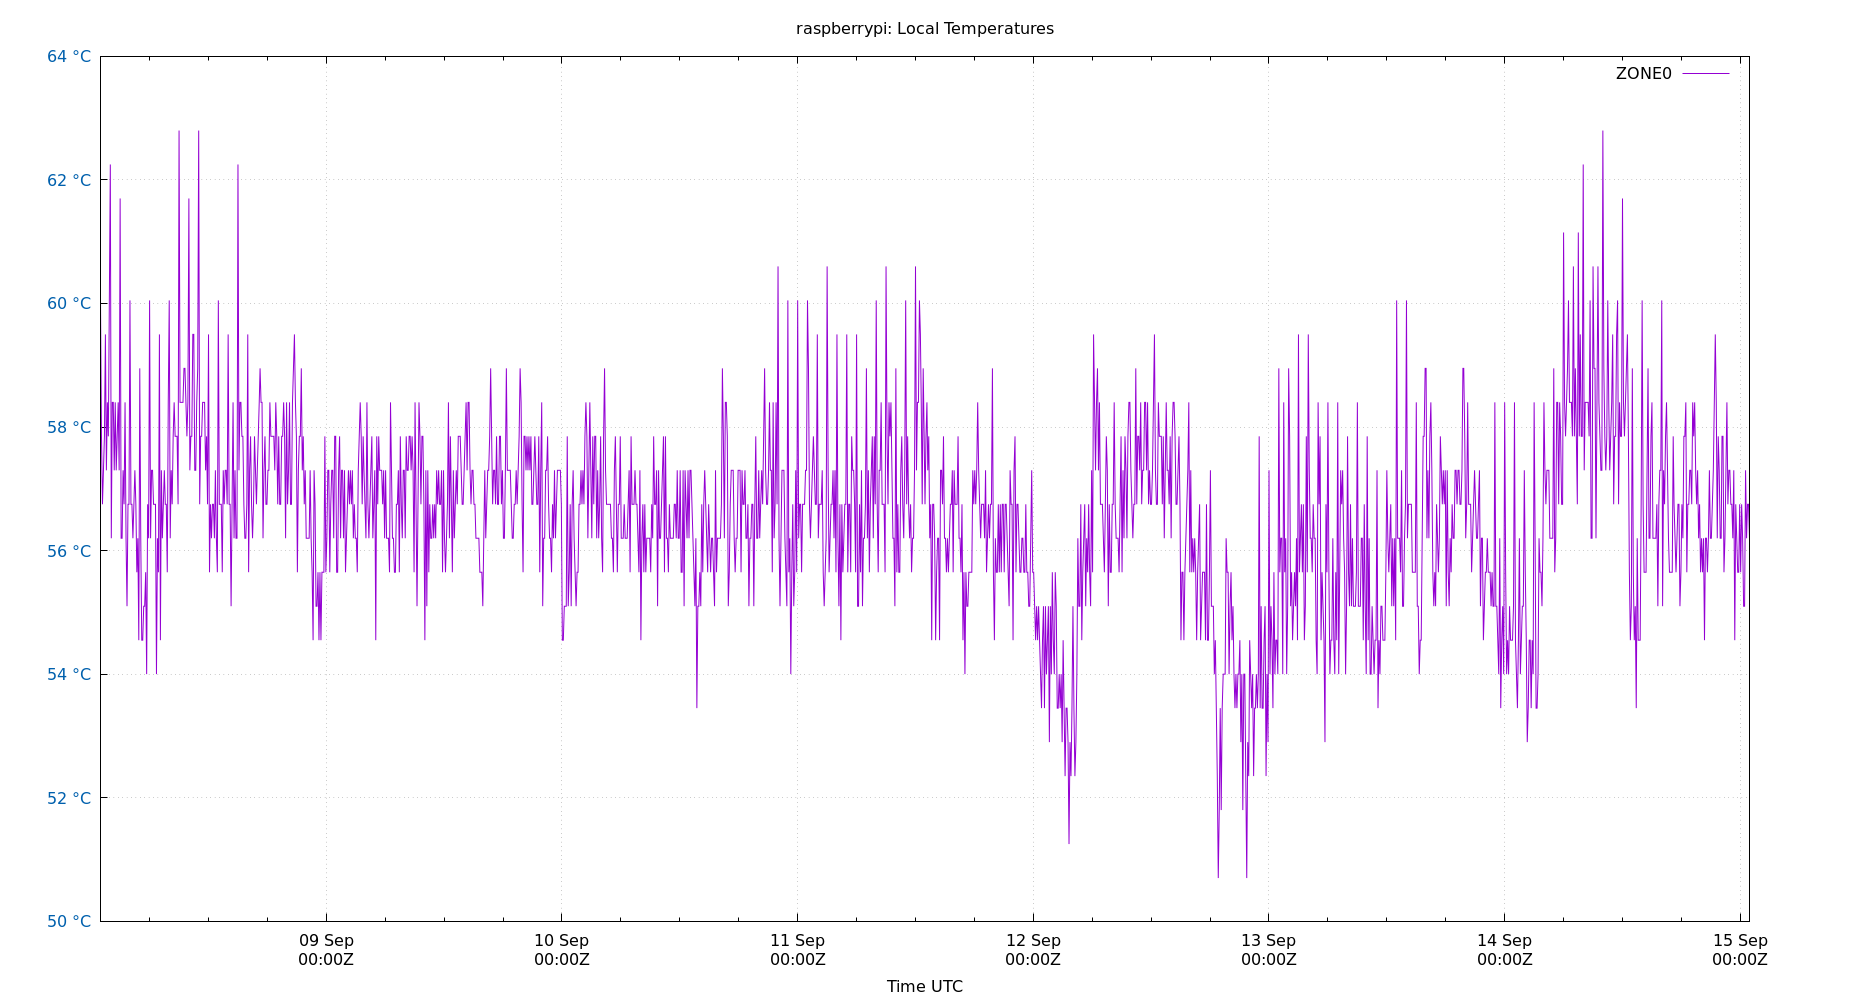 raspberrypi: Local Temperatures
ZONE0
64 °C
62 °C
60 °C
58 °C
56 °C
54 °C
52 °C
50 °C
09 Sep 10 Sep 11 Sep 12 Sep 13 Sep 14 Sep 15 Sep
00:00Z 00:00Z 00:00Z 00:00Z 00:00Z 00:00Z 00:00Z
Time UTC